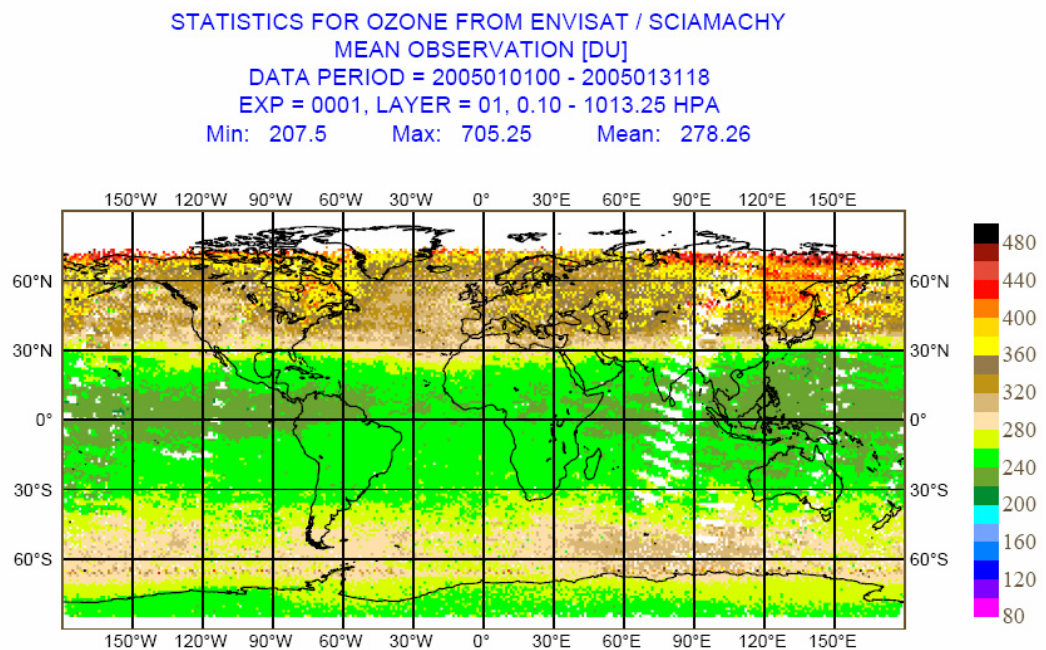 STATISTICS FOR OZONE FROM ENVISAT / SCIAMACHY
MEAN OBSERVATION [DU]
DATA PERIOD = 2005010100 - 2005013118
EXP = 0001, LAYER = 01, 0.10 - 1013.25 HPA
Min: 207.5 Max: 705.25 Mean: 278.26
150°W 120°W 90°W 60°W 30°W 0° 30°E 60°E 90°E 120°E 150°E
60°N 60°N
30°N 30°N
0° 0°
30°S 30°S
60°S 60°S
150°W 120°W 90°W 60°W 30°W 0° 30°E 60°E 90°E 120°E 150°E
480
440
400
360
320
280
240
200
160
120
80